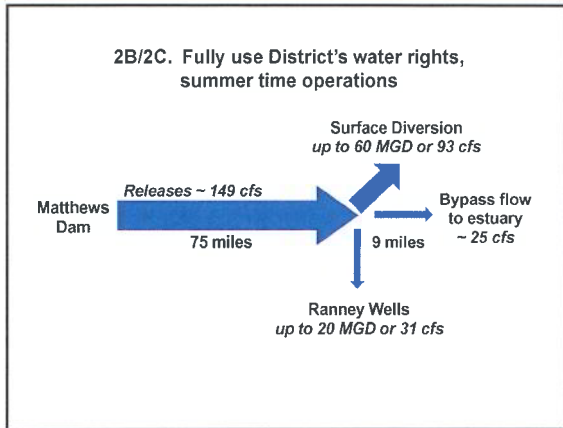 2B/2C. Fully use District's water rights,
summer time operations
Surface Diversion
up to 60 MGD or 93 cfs
Releases ~ 149 cfs
Matthews
Dam
75 miles
9 miles
Bypass flow
to estuary
~ 25 cfs
Ranney Wells
up to 20 MGD or 31 cfs